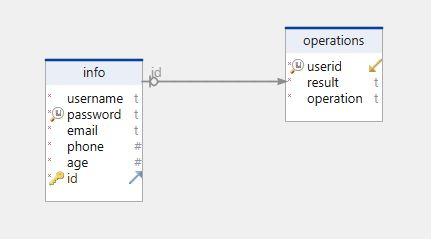 info
username t
password t
email t
phone #
age #
id
id
operations
userid
result t
operation t